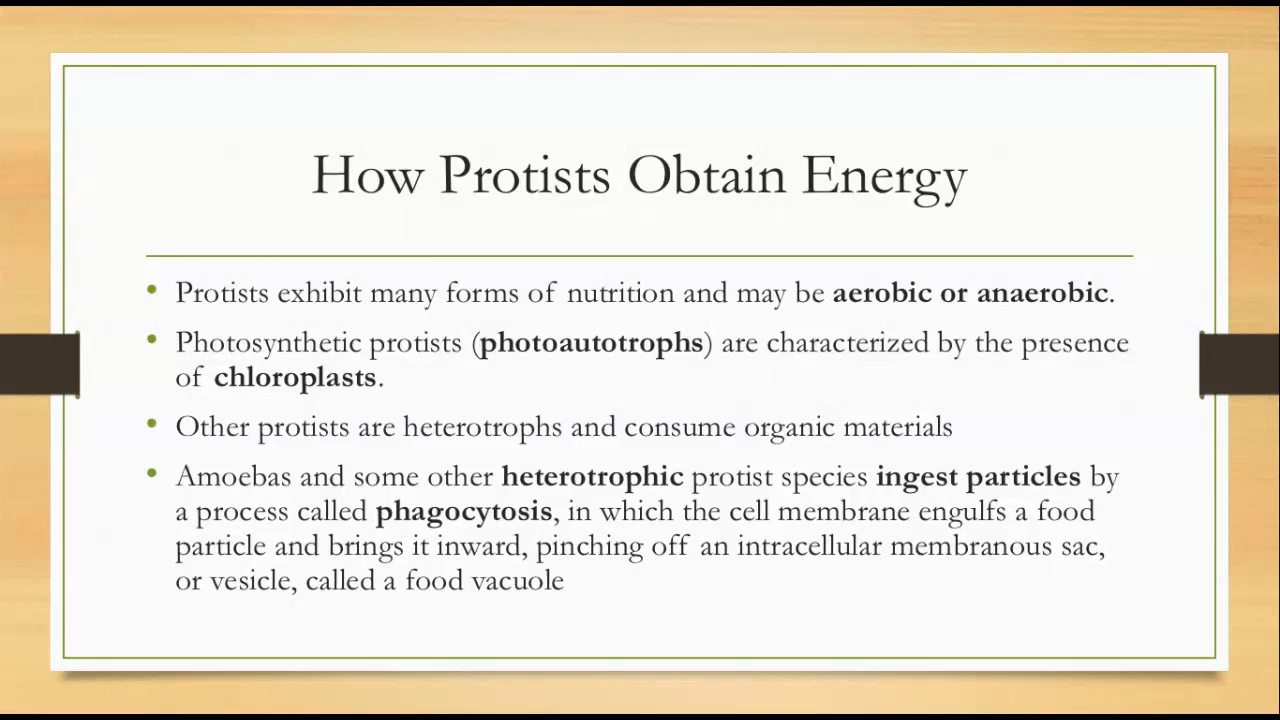 How Protists Obtain Energy
• Protists exhibit many forms of nutrition and may be aerobic or anaerobic.
• Photosynthetic protists (photoautotrophs) are characterized by the presence
of chloroplasts.
• Other protists are heterotrophs and consume organic materials
• Amoebas and some other heterotrophic protist species ingest particles by
a process called phagocytosis, in which the cell membrane engulfs a food
particle and brings it inward, pinching off an intracellular membranous sac,
or vesicle, called a food vacuole